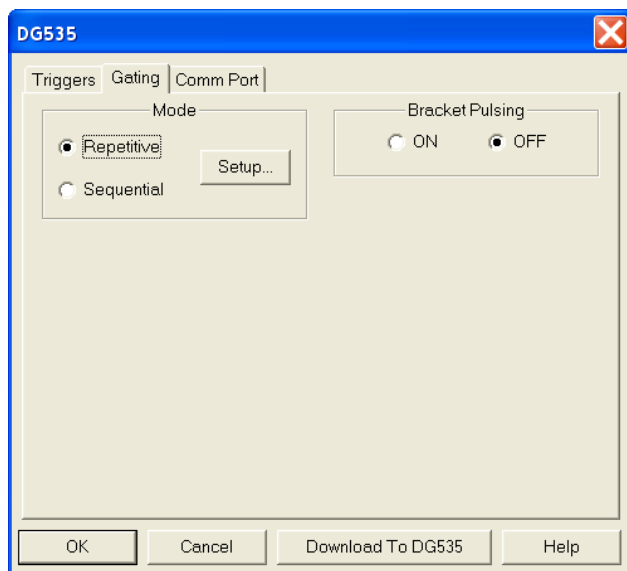 DG535
Triggers Gating Comm Port
Mode
Repetitive
Setup...
Sequential
Bracket Pulsing
ON OFF
OK Cancel Download To DG535 Help